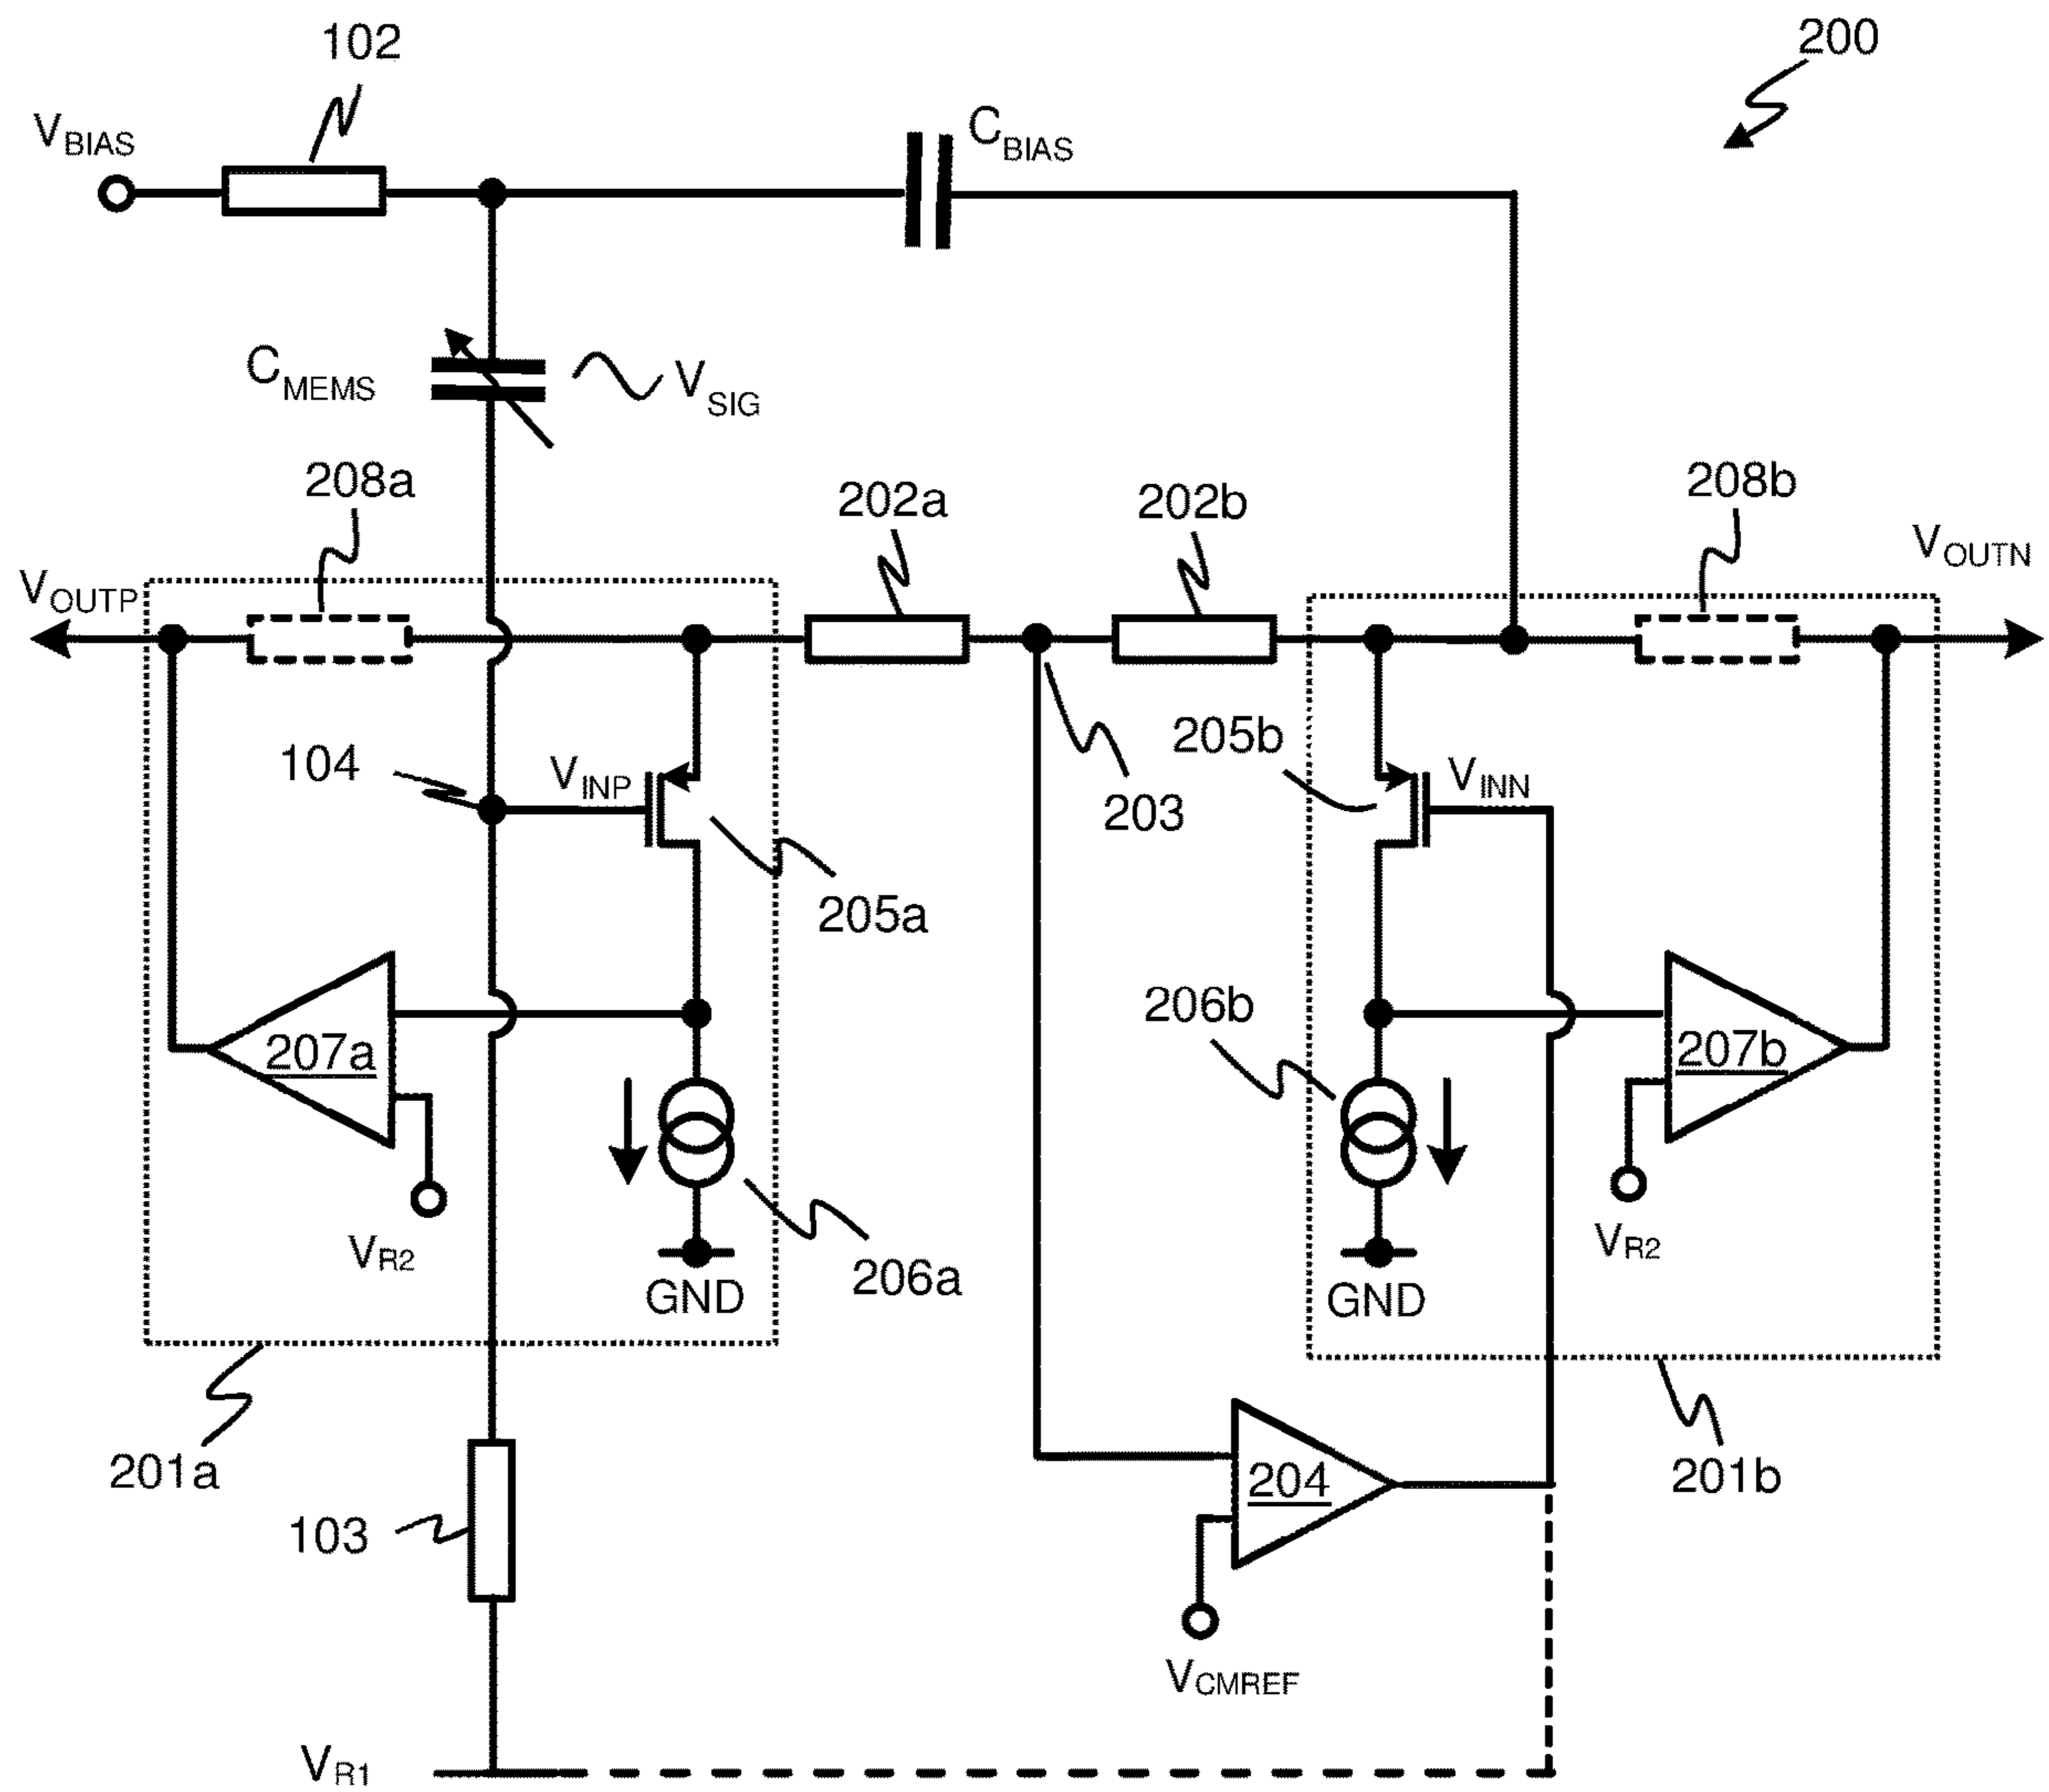 102
200
VBIAS
CBIAS
CMEMS
VSIG
208a
202a
202b
208b
VOUTP
VOUTN
104
VINP
205b
VINN
203
205a
206b
207a
207b
VR2
206a
VR2
GND
GND
201a
204
201b
103
VCMREF
VR1